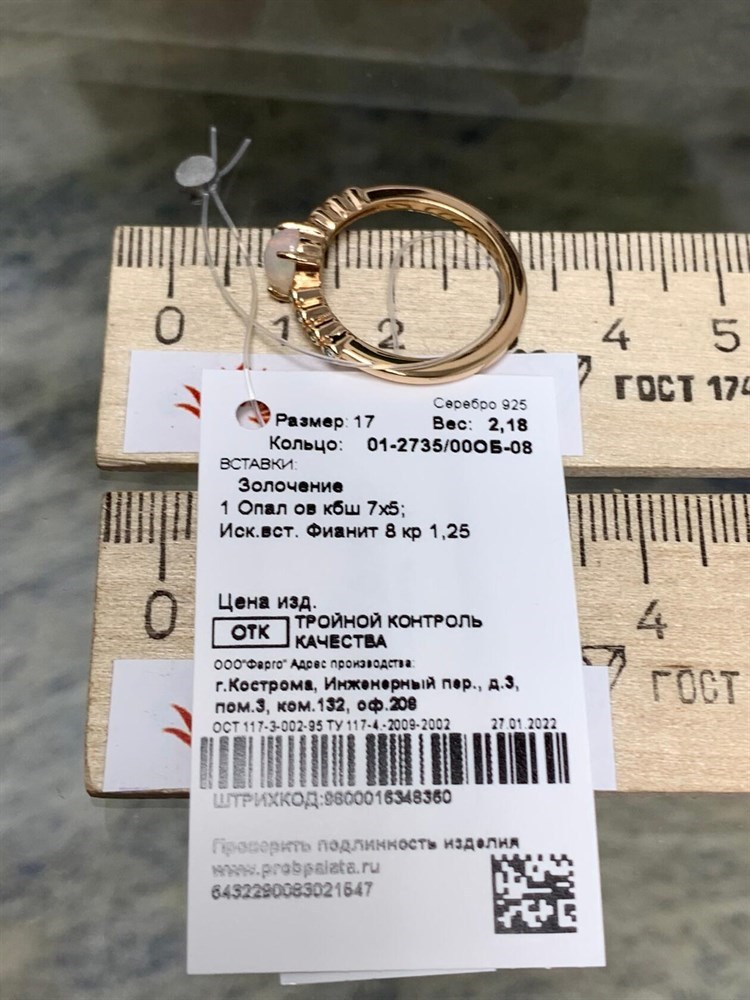 0 1 2 4 5
ГОСТ 174
Серебро 925
Размер: 17 Вес: 2,18
Кольцо: 01-2735/00ОБ-08
ВСТАВКИ:
Золочение
1 Опал ов кбш 7х5;
Иск.вст. Фианит 8 кр 1,25
Цена изд.
ОТК ТРОЙНОЙ КОНТРОЛЬ
КАЧЕСТВА
ООО"Фарго" Адрес производства:
г.Кострома, Инженерный пер., д.3,
пом.3, ком.132, оф.208
ОСТ 117-3-002-95 ТУ 117-4.-2009-2002 27.01.2022
ШТРИХКОД:9800016348360
Проверить подлинность изделия
www.probpalata.ru
6432290083021547
0 4
ГОСТ